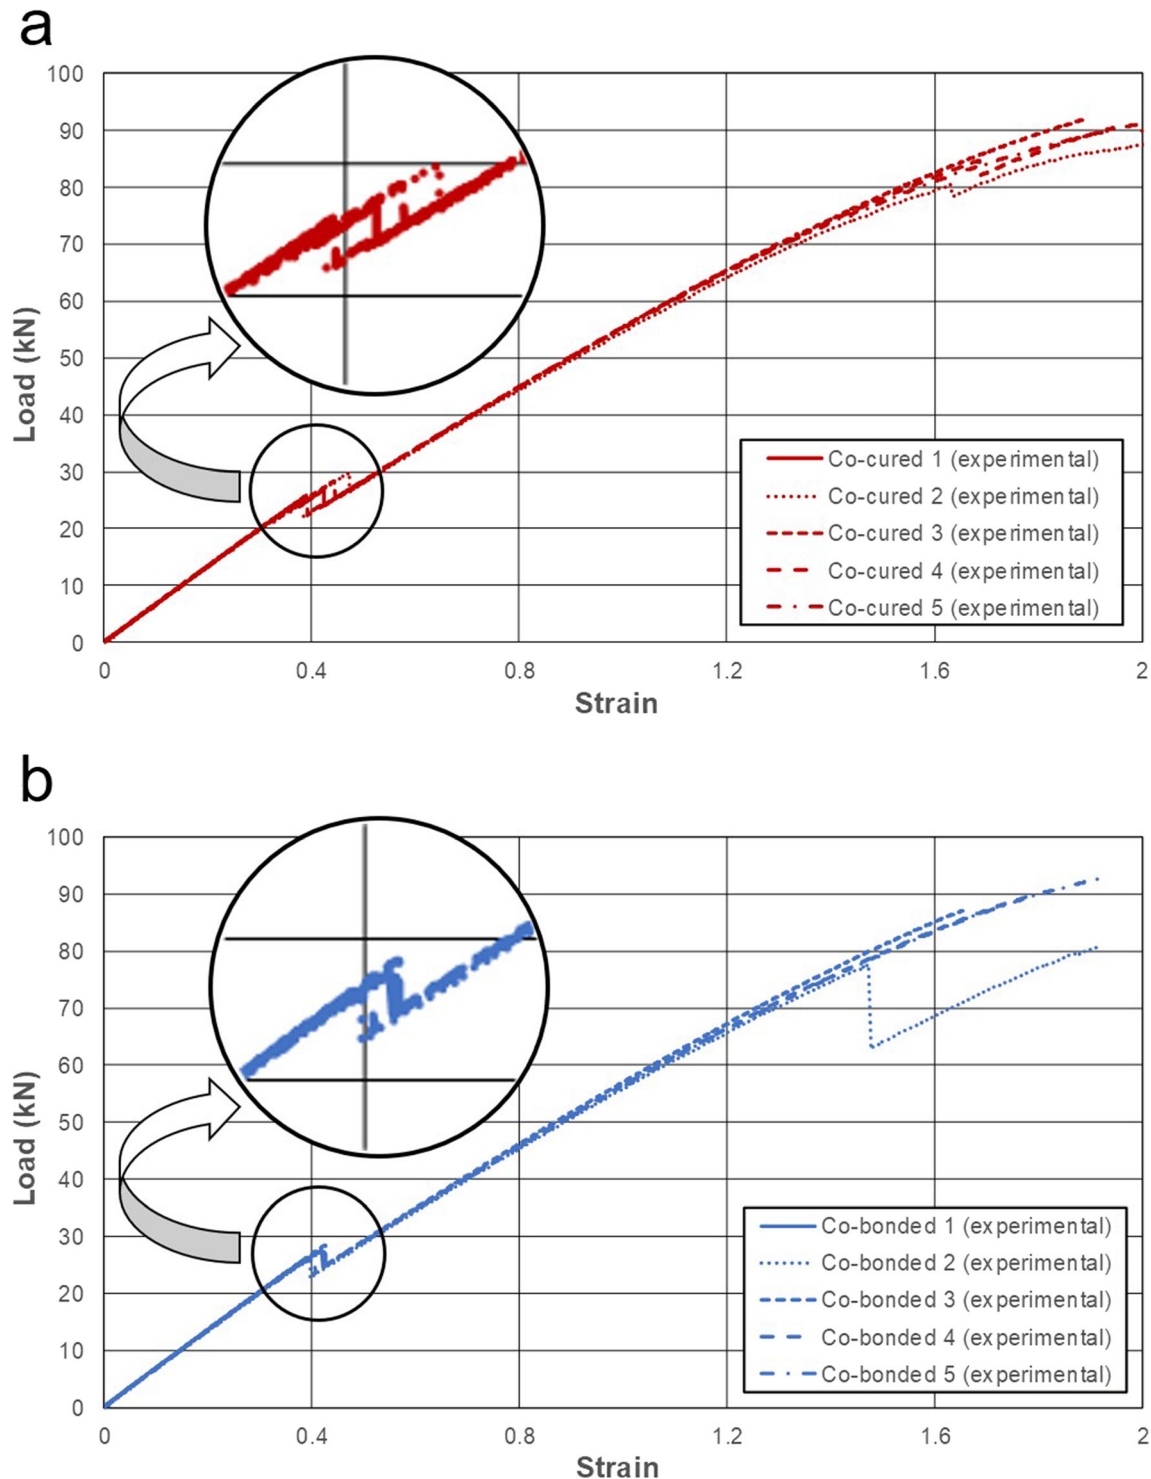 a
100
90
80
70
60
50
40
30
20
10
0
Load (kN)
Co-cured 1 (experimental)
Co-cured 2 (experimental)
Co-cured 3 (experimental)
Co-cured 4 (experimental)
Co-cured 5 (experimental)
0 0.4 0.8 1.2 1.6 2
Strain
b
100
90
80
70
60
50
40
30
20
10
0
Load (kN)
Co-bonded 1 (experimental)
Co-bonded 2 (experimental)
Co-bonded 3 (experimental)
Co-bonded 4 (experimental)
Co-bonded 5 (experimental)
0 0.4 0.8 1.2 1.6 2
Strain